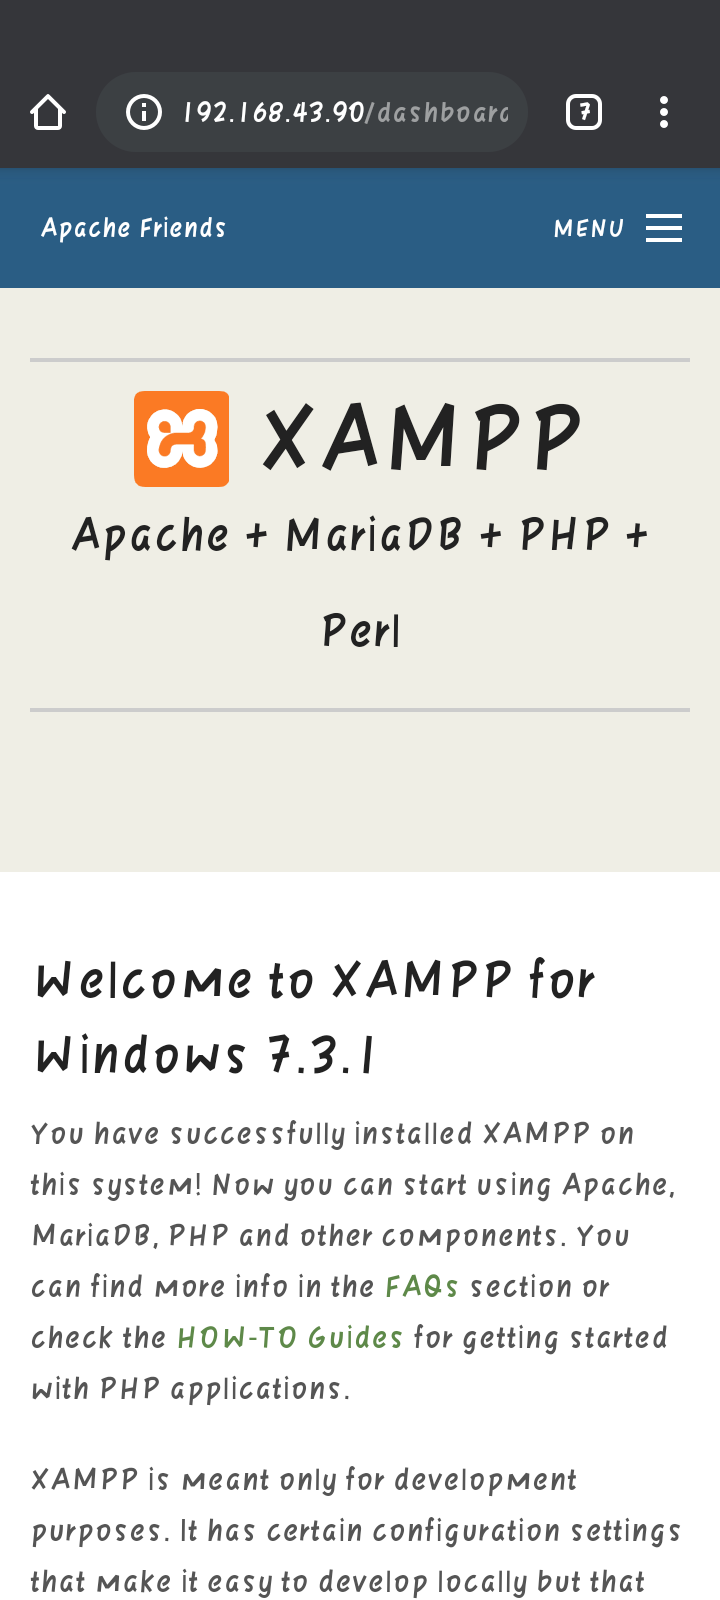 192.168.43.90/dashboard
7
Apache Friends
MENU
XAMPP
Apache + MariaDB + PHP +
Perl
Welcome to XAMPP for
Windows 7.3.1
You have successfully installed XAMPP on
this system! Now you can start using Apache,
MariaDB, PHP and other components. You
can find more info in the FAQs section or
check the HOW-TO Guides for getting started
with PHP applications.
XAMPP is meant only for development
purposes. It has certain configuration settings
that make it easy to develop locally but that